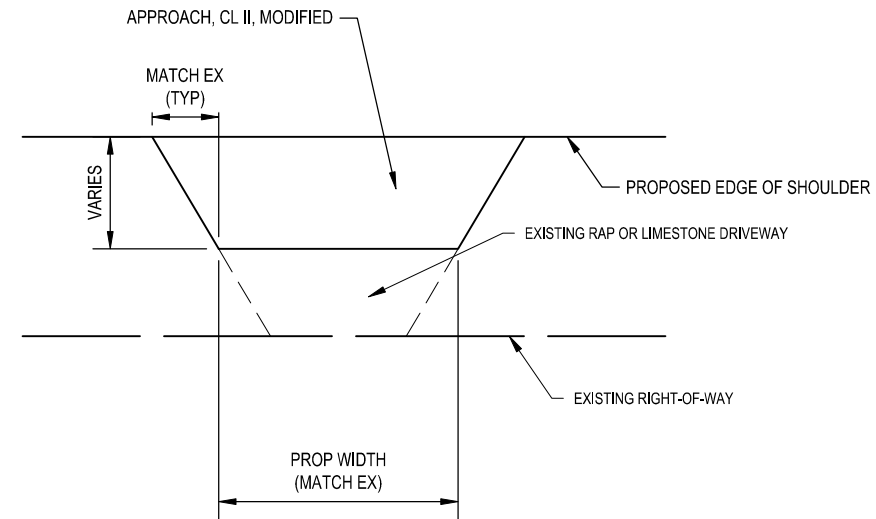 APPROACH, CL II, MODIFIED
MATCH EX
(TYP)
VARIES
PROPOSED EDGE OF SHOULDER
EXISTING RAP OR LIMESTONE DRIVEWAY
EXISTING RIGHT-OF-WAY
PROP WIDTH
(MATCH EX)